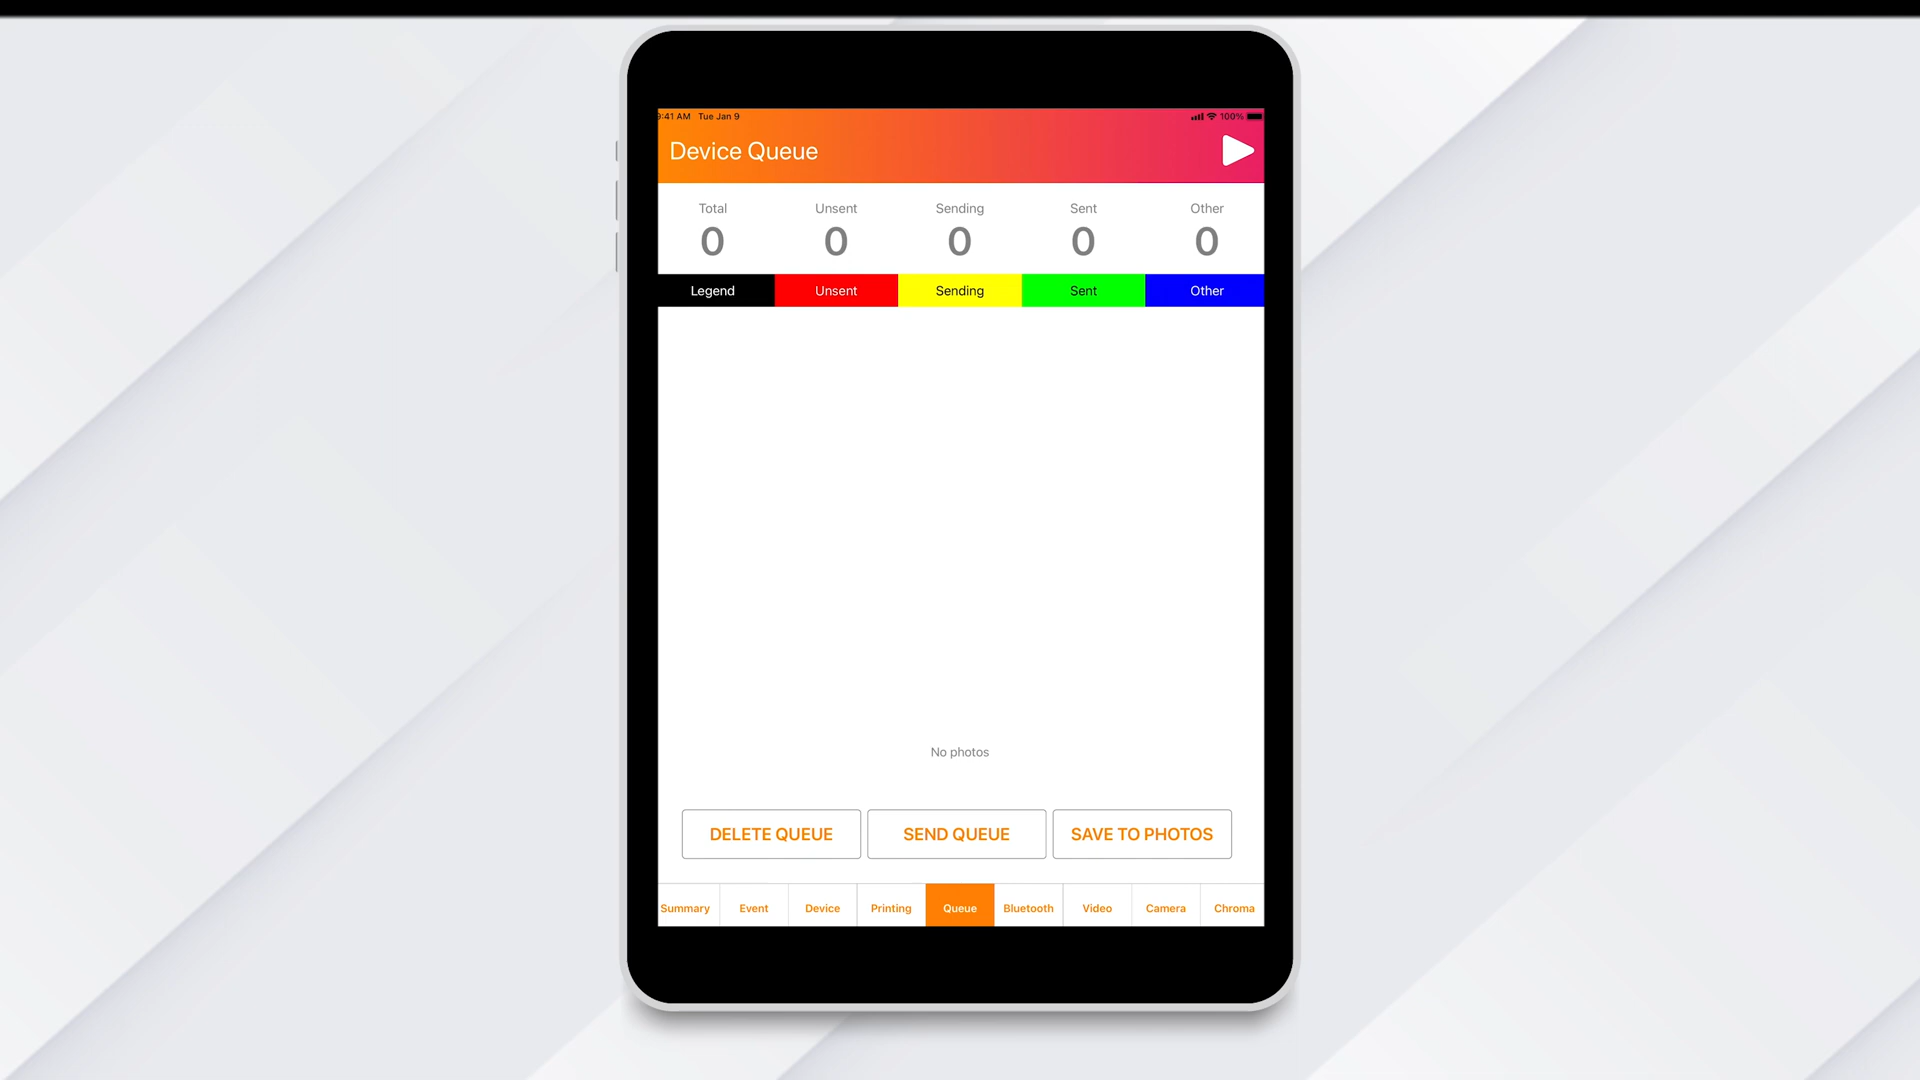 9:41 AM Tue Jan 9 100%
Device Queue
Total Unsent Sending Sent Other
0 0 0 0 0
Legend Unsent Sending Sent Other
No photos
DELETE QUEUE SEND QUEUE SAVE TO PHOTOS
Summary Event Device Printing Queue Bluetooth Video Camera Chroma